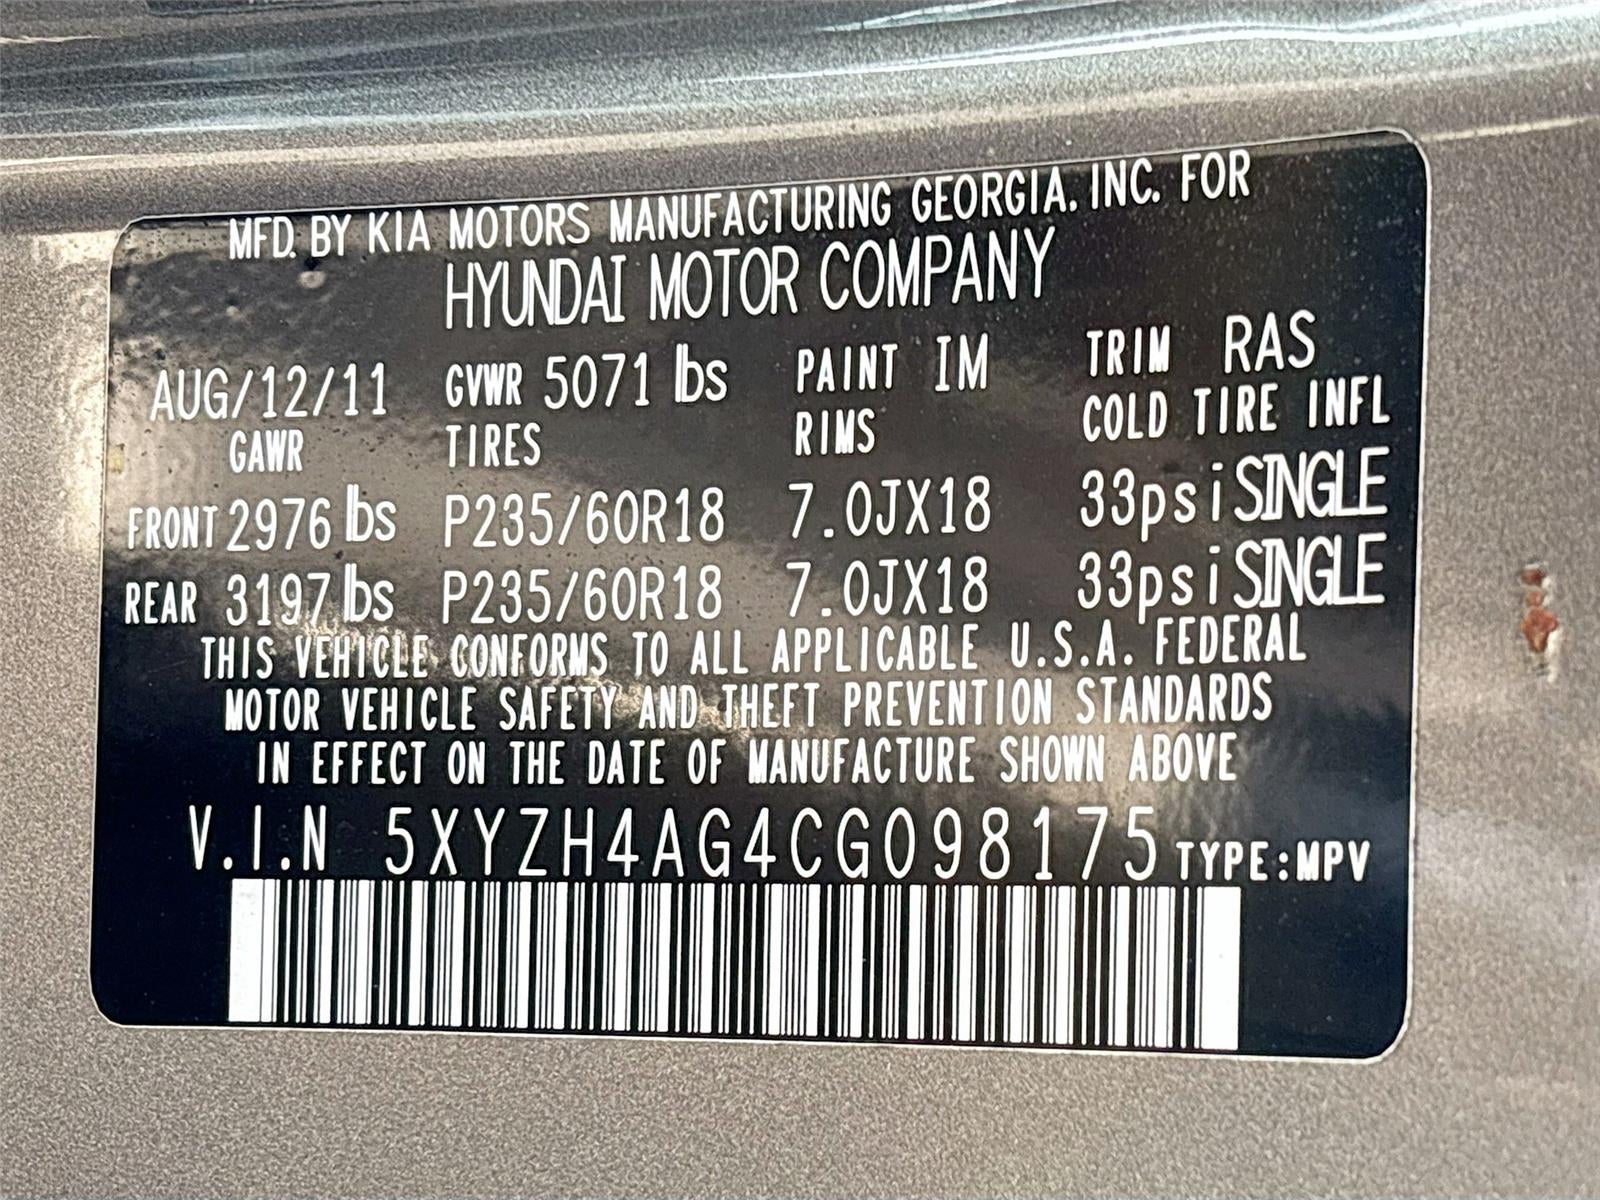 MFD. BY KIA MOTORS MANUFACTURING GEORGIA. INC. FOR
HYUNDAI MOTOR COMPANY
AUG/12/11 GVWR 5071 lbs PAINT IM TRIM RAS
GAWR TIRES RIMS COLD TIRE INFL
FRONT 2976 lbs P235/60R18 7.0JX18 33psi SINGLE
REAR 3197 lbs P235/60R18 7.0JX18 33psi SINGLE
THIS VEHICLE CONFORMS TO ALL APPLICABLE U.S.A. FEDERAL
MOTOR VEHICLE SAFETY AND THEFT PREVENTION STANDARDS
IN EFFECT ON THE DATE OF MANUFACTURE SHOWN ABOVE
V.I.N 5XYZH4AG4CG098175 TYPE:MPV